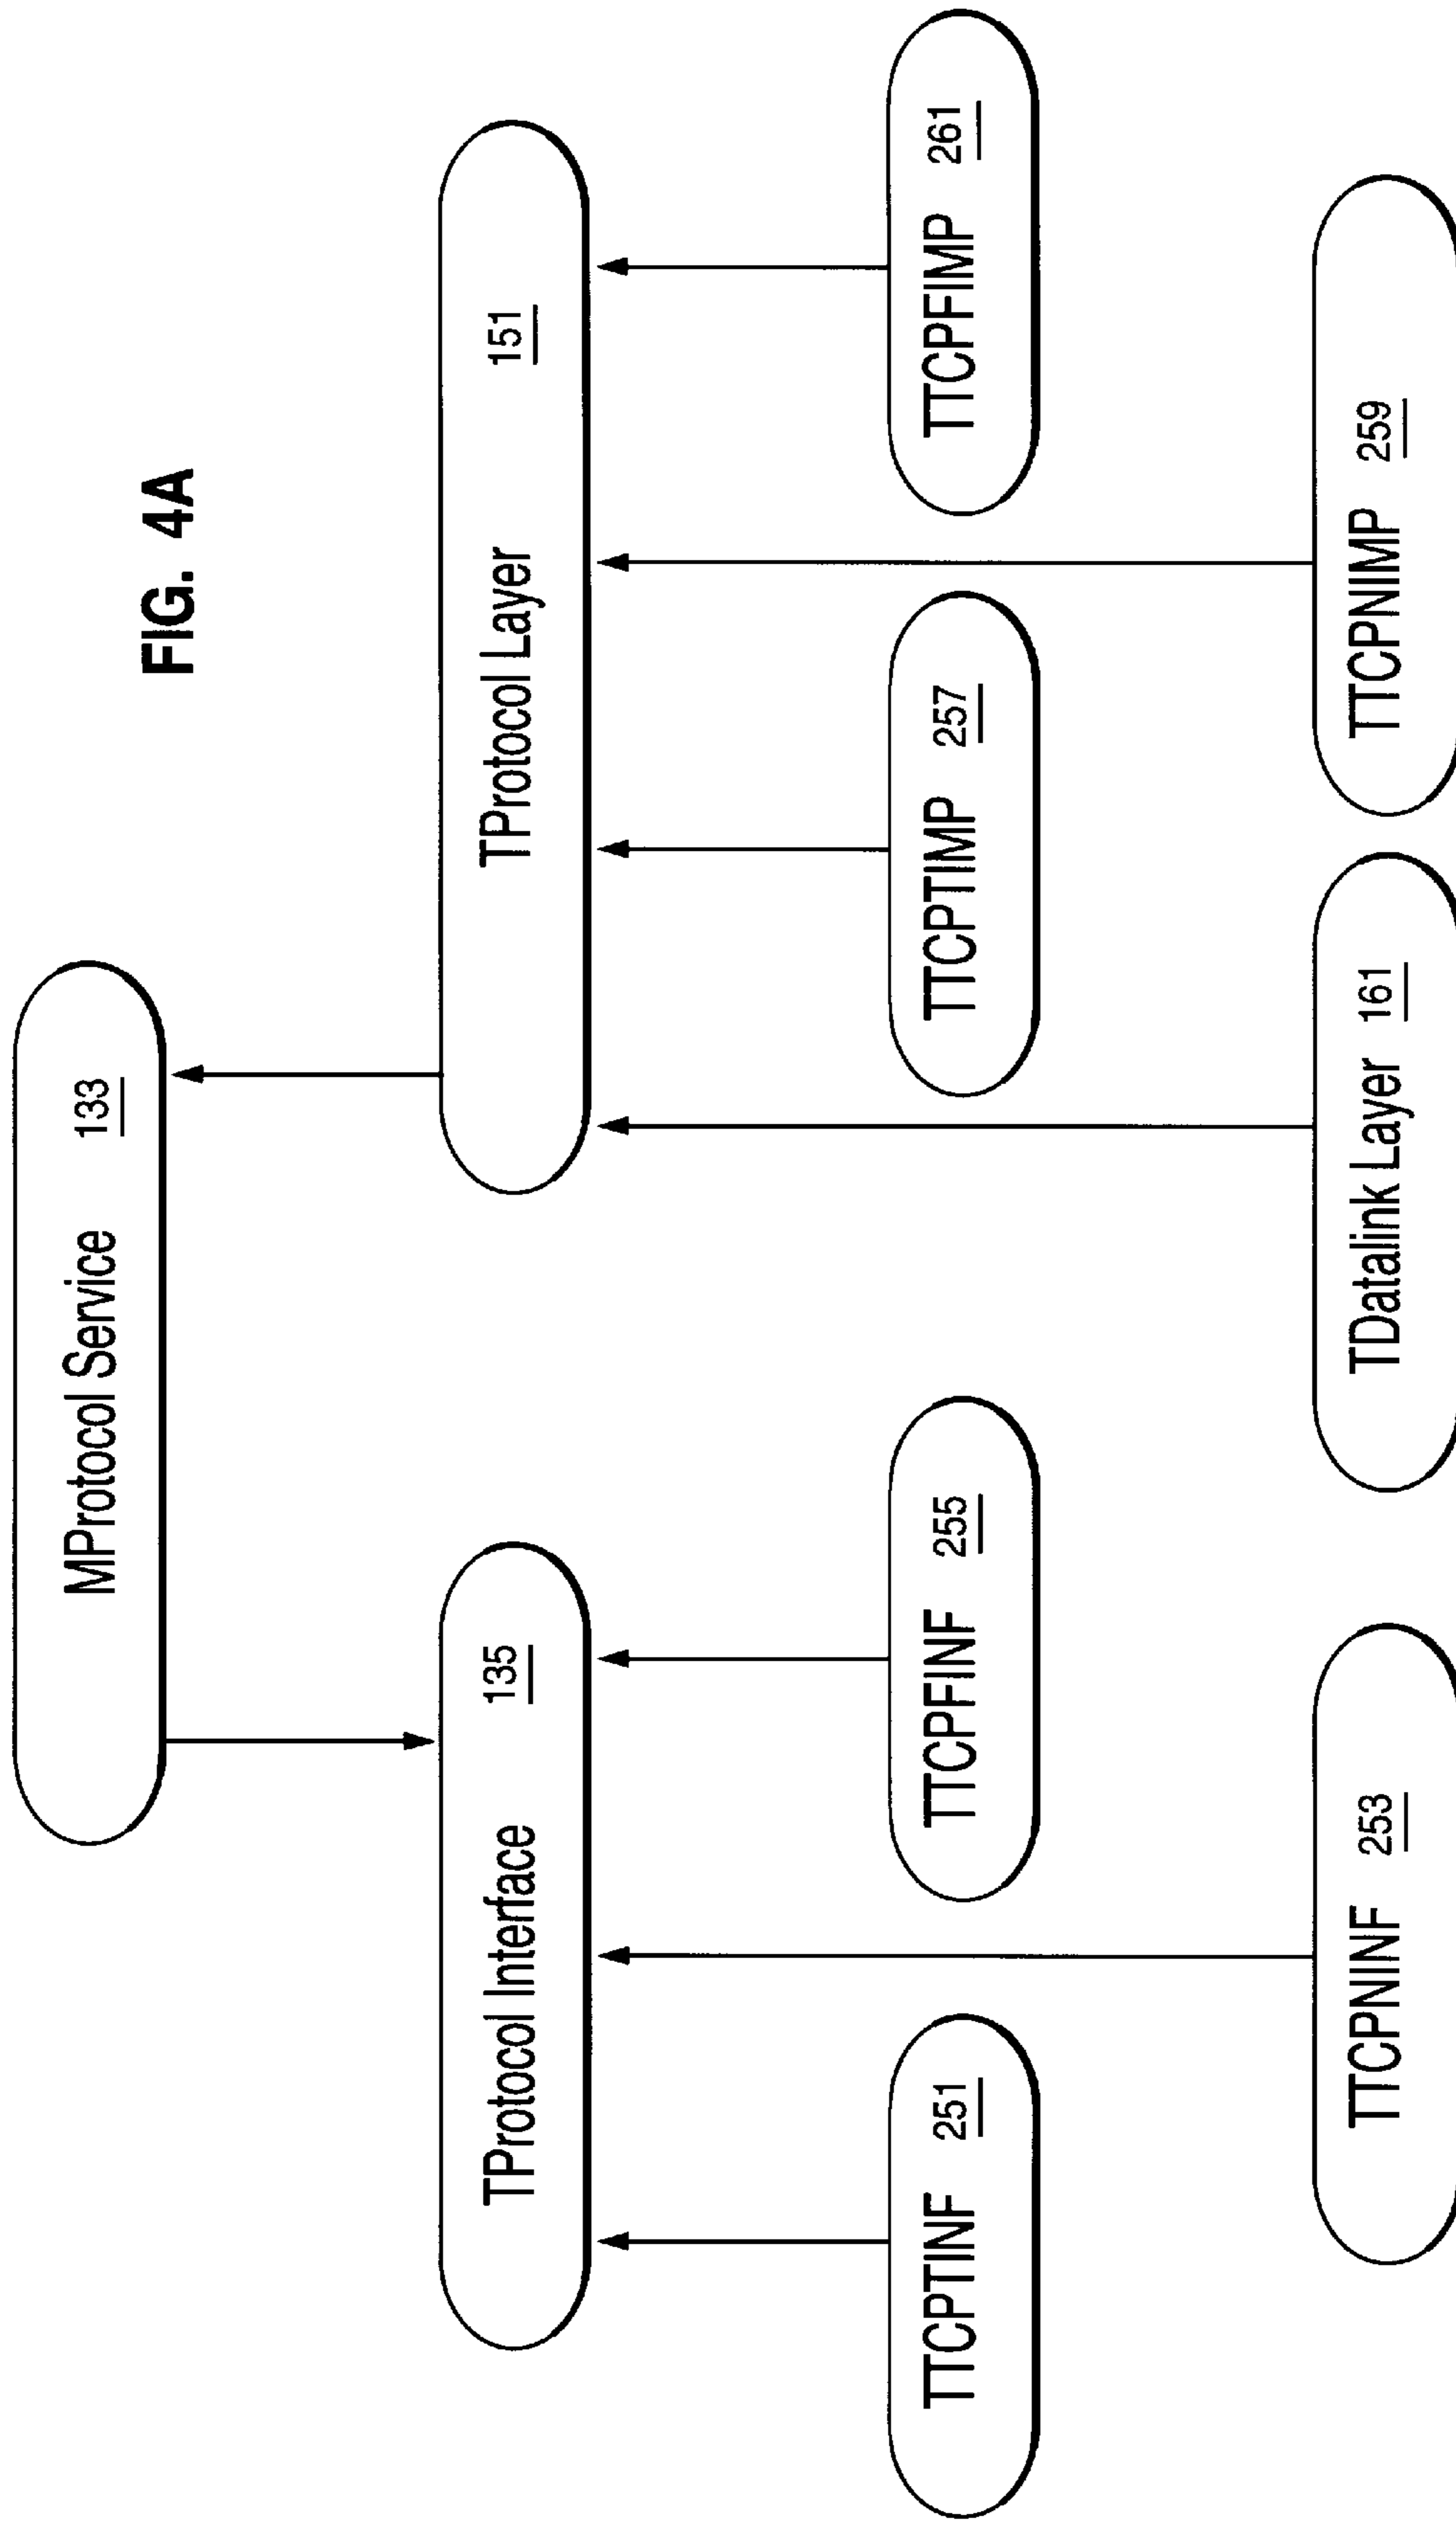 FIG. 4A
MProtocol Service 133
TProtocol Interface 135
TProtocol Layer 151
TTCPTINF 251
TTCPFINF 255
TTCPTIMP 257
TTCPFIMP 261
TTCPNINF 253
TDatalink Layer 161
TTCPNIMP 259